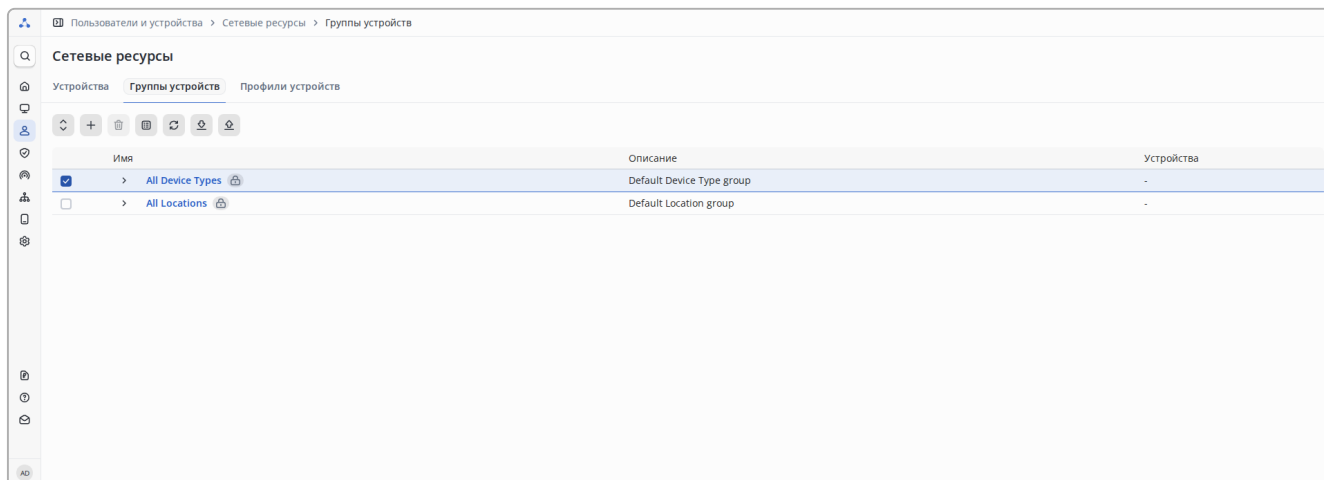 Пользователи и устройства > Сетевые ресурсы > Группы устройств
Сетевые ресурсы
Устройства Группы устройств Профили устройств
Имя Описание Устройства
All Device Types Default Device Type group -
All Locations Default Location group -
AD